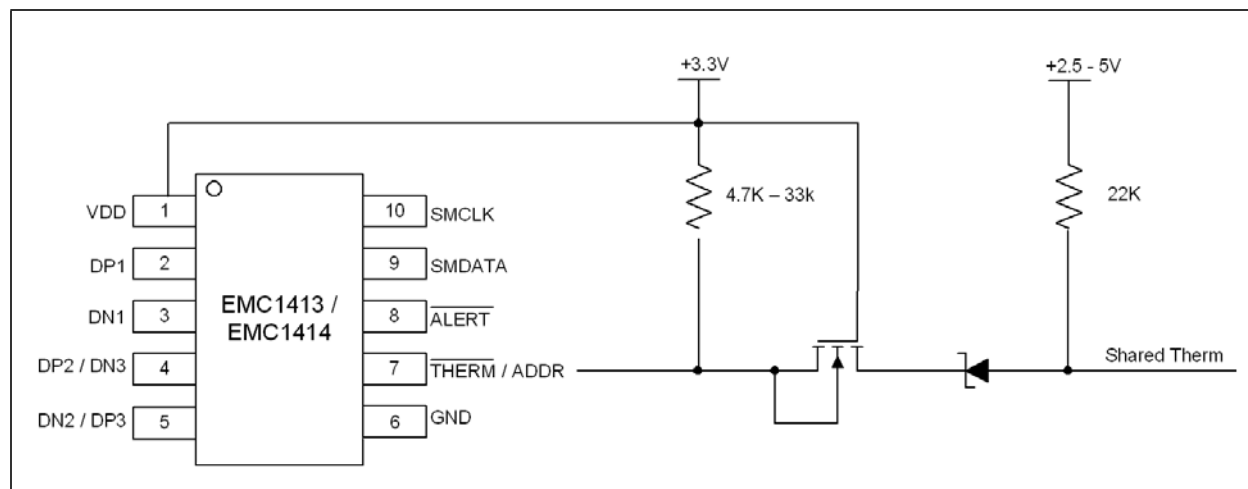 +3.3V
+2.5 - 5V
4.7K – 33k
22K
VDD 1
10 SMCLK
DP1 2
9 SMDATA
DN1 3
EMC1413 /
EMC1414
8 ALERT
DP2 / DN3 4
7 THERM / ADDR
Shared Therm
DN2 / DP3 5
6 GND